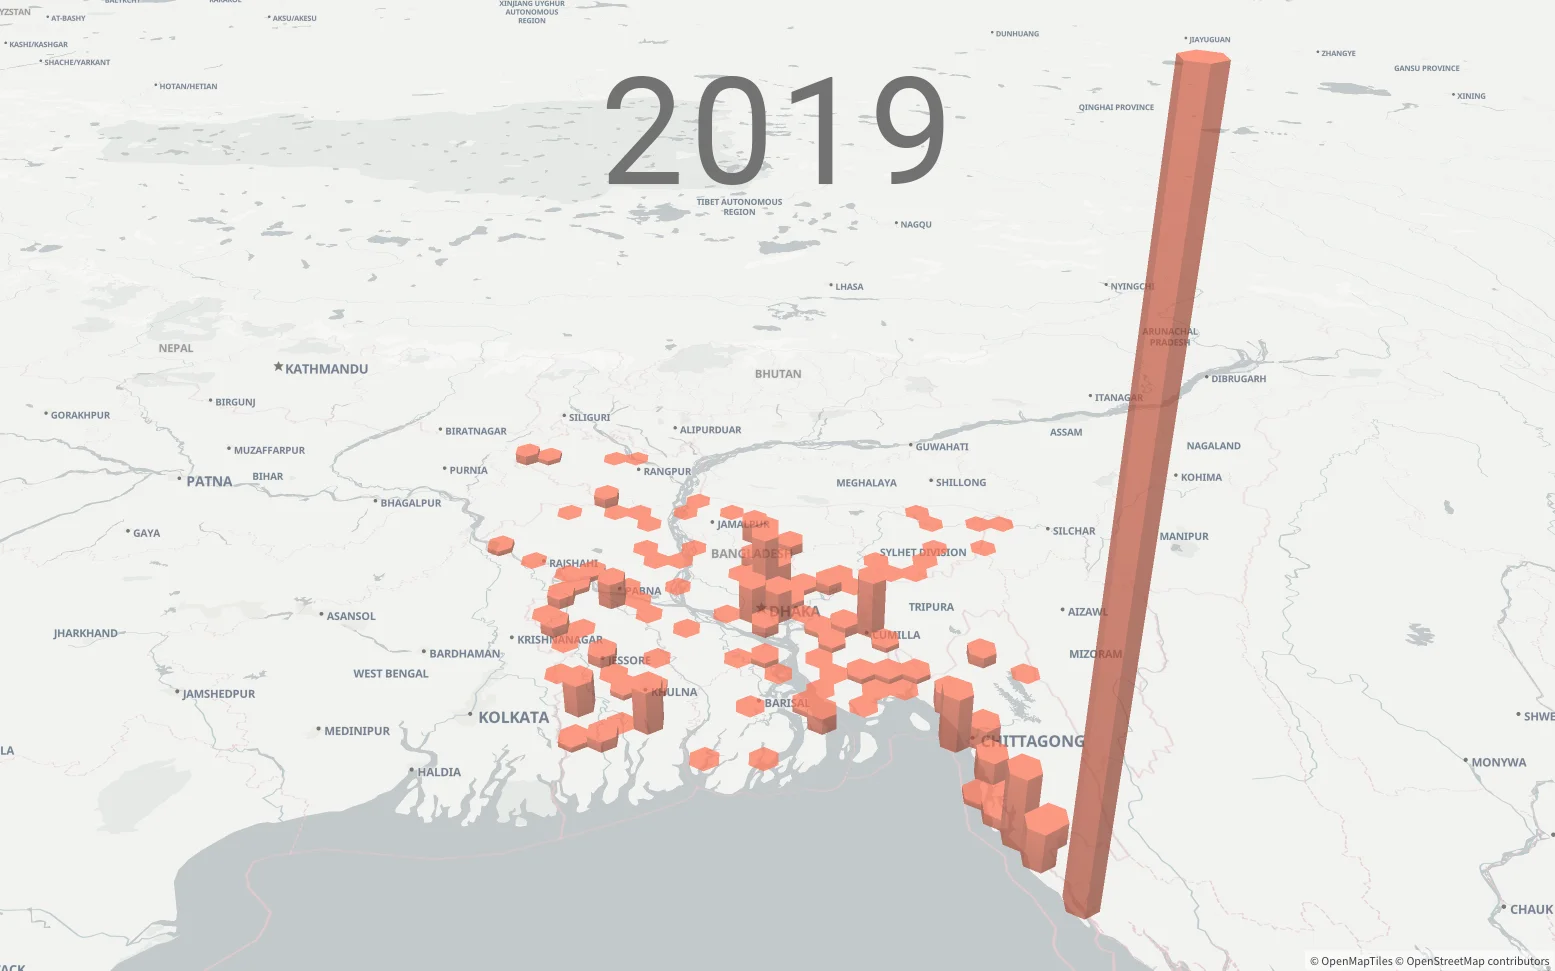 XINJIANG UYGHUR
AUTONOMOUS
REGION
AT-BASHY
AKSU/AKESU
DUNHUANG
JIAYUGUAN
KASHI/KASHGAR
ZHANGYE
SHACHE/YARKANT
GANSU PROVINCE
HOTAN/HETIAN
XINING
QINGHAI PROVINCE
2019
TIBET AUTONOMOUS
REGION
NAGQU
LHASA
NYINGCHI
ARUNACHAL
PRADESH
NEPAL
KATHMANDU
BHUTAN
DIBRUGARH
BIRGUNJ
ITANAGAR
GORAKHPUR
SILIGURI
BIRATNAGAR
ALIPURDUAR
ASSAM
MUZAFFARPUR
GUWAHATI
NAGALAND
PURNIA
RANGPUR
PATNA
BIHAR
MEGHALAYA
SHILLONG
KOHIMA
BHAGALPUR
GAYA
JAMALPUR
SILCHAR
MANIPUR
BANGLADESH
SYLHET DIVISION
RAJSHAHI
PABNA
DHAKA
TRIPURA
AIZAWL
ASANSOL
JHARKHAND
KRISHNANAGAR
CUMILLA
BARDHAMAN
JESSORE
MIZORAM
WEST BENGAL
JAMSHEDPUR
KHULNA
BARISAL
KOLKATA
SHWE
MEDINIPUR
CHITTAGONG
LA
HALDIA
MONYWA
CHAUK
ACK
© OpenMapTiles © OpenStreetMap contributors